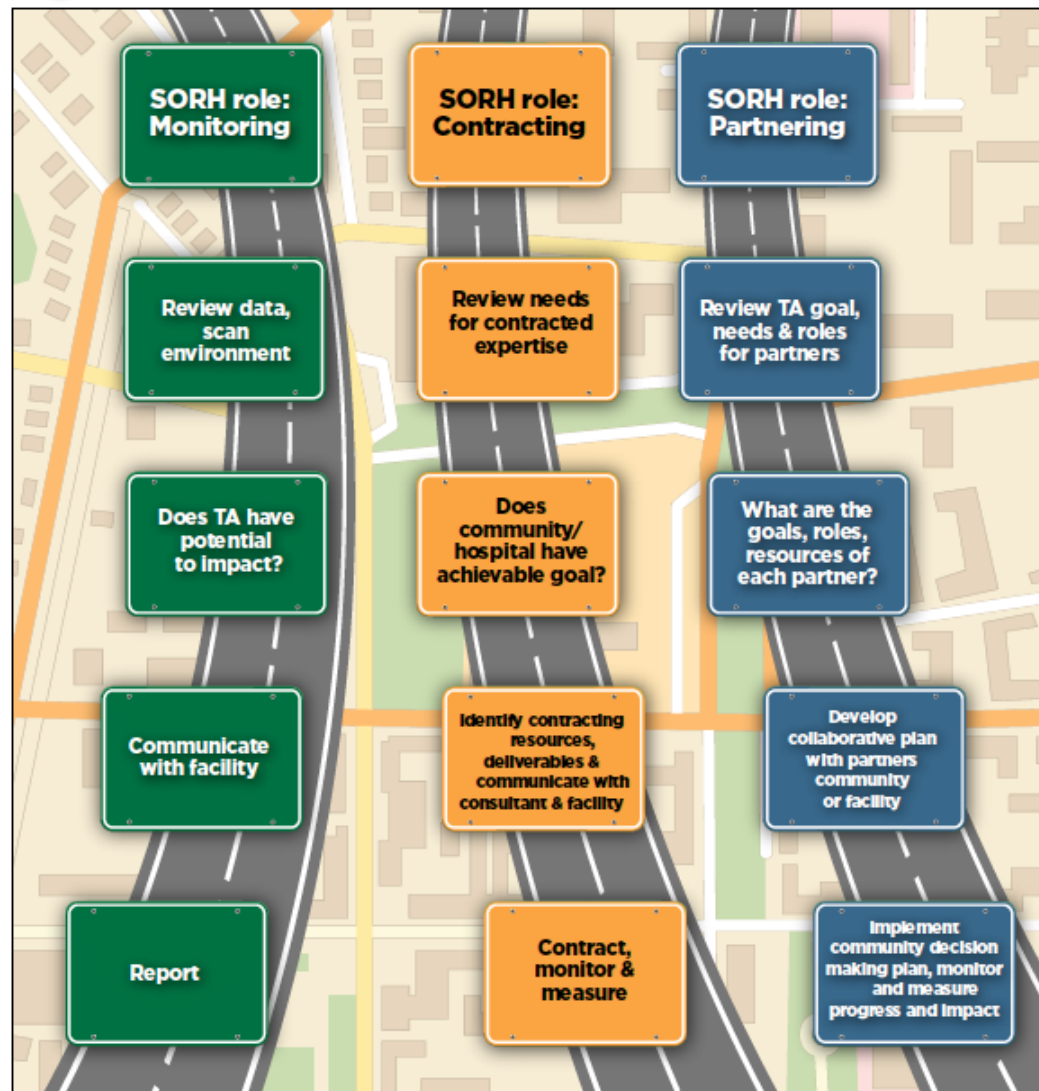 SORH role:
Monitoring
Review data,
scan
environment
Does TA have
potential
to impact?
Communicate
with facility
Report
SORH role:
Contracting
Review needs
for contracted
expertise
Does
community/
hospital have
achievable goal?
Identify contracting
resources,
deliverables &
communicate with
consultant & facility
Contract,
monitor &
measure
SORH role:
Partnering
Review TA goal,
needs & roles
for partners
What are the
goals, roles,
resources of
each partner?
Develop
collaborative plan
with partners
community
or facility
Implement
community decision
making plan, monitor
and measure
progress and impact